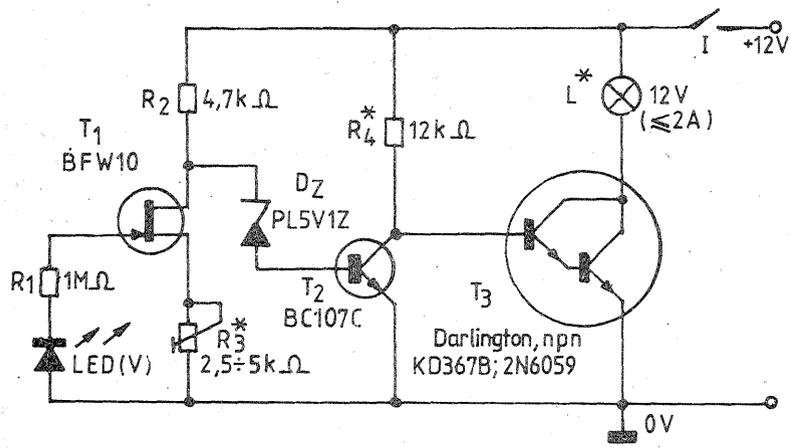 I
+12V
R2
4,7kΩ
R4*
12kΩ
L*
12V
(≤2A)
T1
BFW10
DZ
PL5V1Z
R1
1MΩ
T2
BC107C
T3
LED(V)
R3*
2,5÷5kΩ
Darlington, npn
KD367B; 2N6059
0V